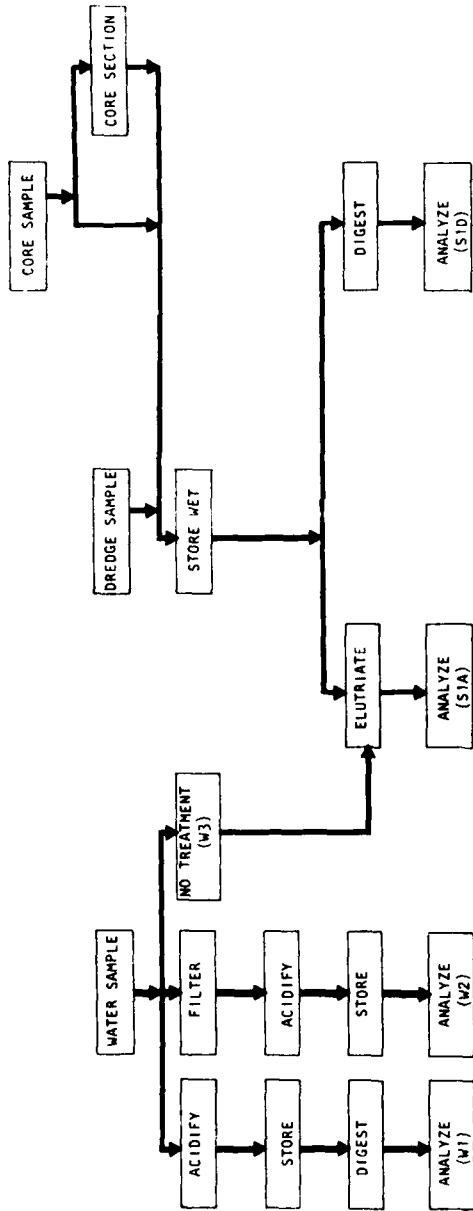 WATER SAMPLE
ACIDIFY
STORE
DIGEST
ANALYZE
(W1)
FILTER
ACIDIFY
STORE
ANALYZE
(W2)
NO TREATMENT
(W3)
DREDGE SAMPLE
CORE SAMPLE
CORE SECTION
STORE WET
ELUTRIATE
ANALYZE
(S1A)
DIGEST
ANALYZE
(S1D)